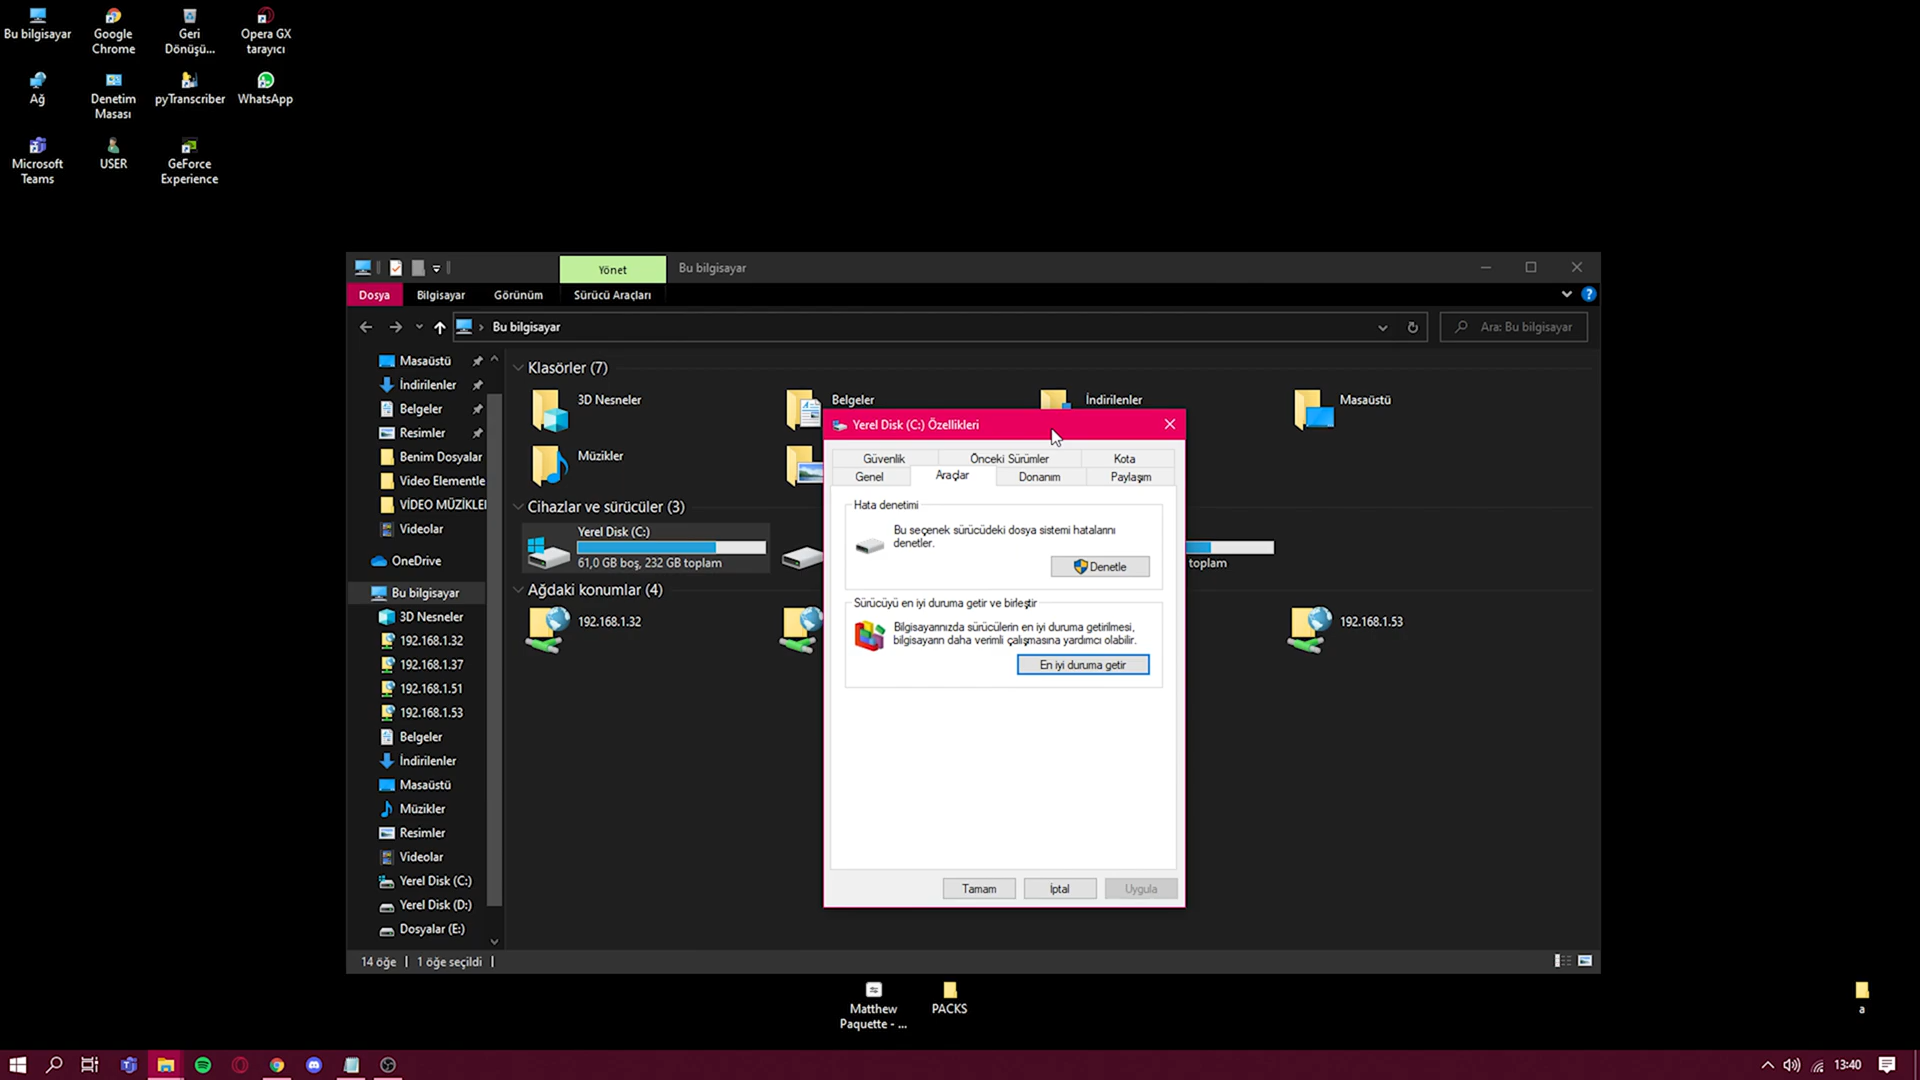 Bu bilgisayar
Google
Chrome
Geri
Dönüşü...
Opera GX
tarayıcı
Ağ
Denetim
Masası
pyTranscriber
WhatsApp
Microsoft
Teams
USER
GeForce
Experience
Yönet
Bu bilgisayar
Dosya
Bilgisayar
Görünüm
Sürücü Araçları
Bu bilgisayar
Ara: Bu bilgisayar
Masaüstü
İndirilenler
Belgeler
Resimler
Benim Dosyalar
Video Elementle
VİDEO MÜZİKLEI
Videolar
OneDrive
Bu bilgisayar
3D Nesneler
192.168.1.32
192.168.1.37
192.168.1.51
192.168.1.53
Belgeler
İndirilenler
Masaüstü
Müzikler
Resimler
Videolar
Yerel Disk (C:)
Yerel Disk (D:)
Dosyalar (E:)
Klasörler (7)
3D Nesneler
Belgeler
İndirilenler
Masaüstü
Müzikler
Cihazlar ve sürücüler (3)
Yerel Disk (C:)
61,0 GB boş, 232 GB toplam
toplam
Ağdaki konumlar (4)
192.168.1.32
192.168.1.53
Yerel Disk (C:) Özellikleri
Güvenlik
Önceki Sürümler
Kota
Genel
Araçlar
Donanım
Paylaşım
Hata denetimi
Bu seçenek sürücüdeki dosya sistemi hatalarını
denetler.
Denetle
Sürücüyü en iyi duruma getir ve birleştir
Bilgisayarınızda sürücülerin en iyi duruma getirilmesi,
bilgisayarın daha verimli çalışmasına yardımcı olabilir.
En iyi duruma getir
Tamam
İptal
Uygula
14 öğe
1 öğe seçildi
Matthew
Paquette - ...
PACKS
a
13:40